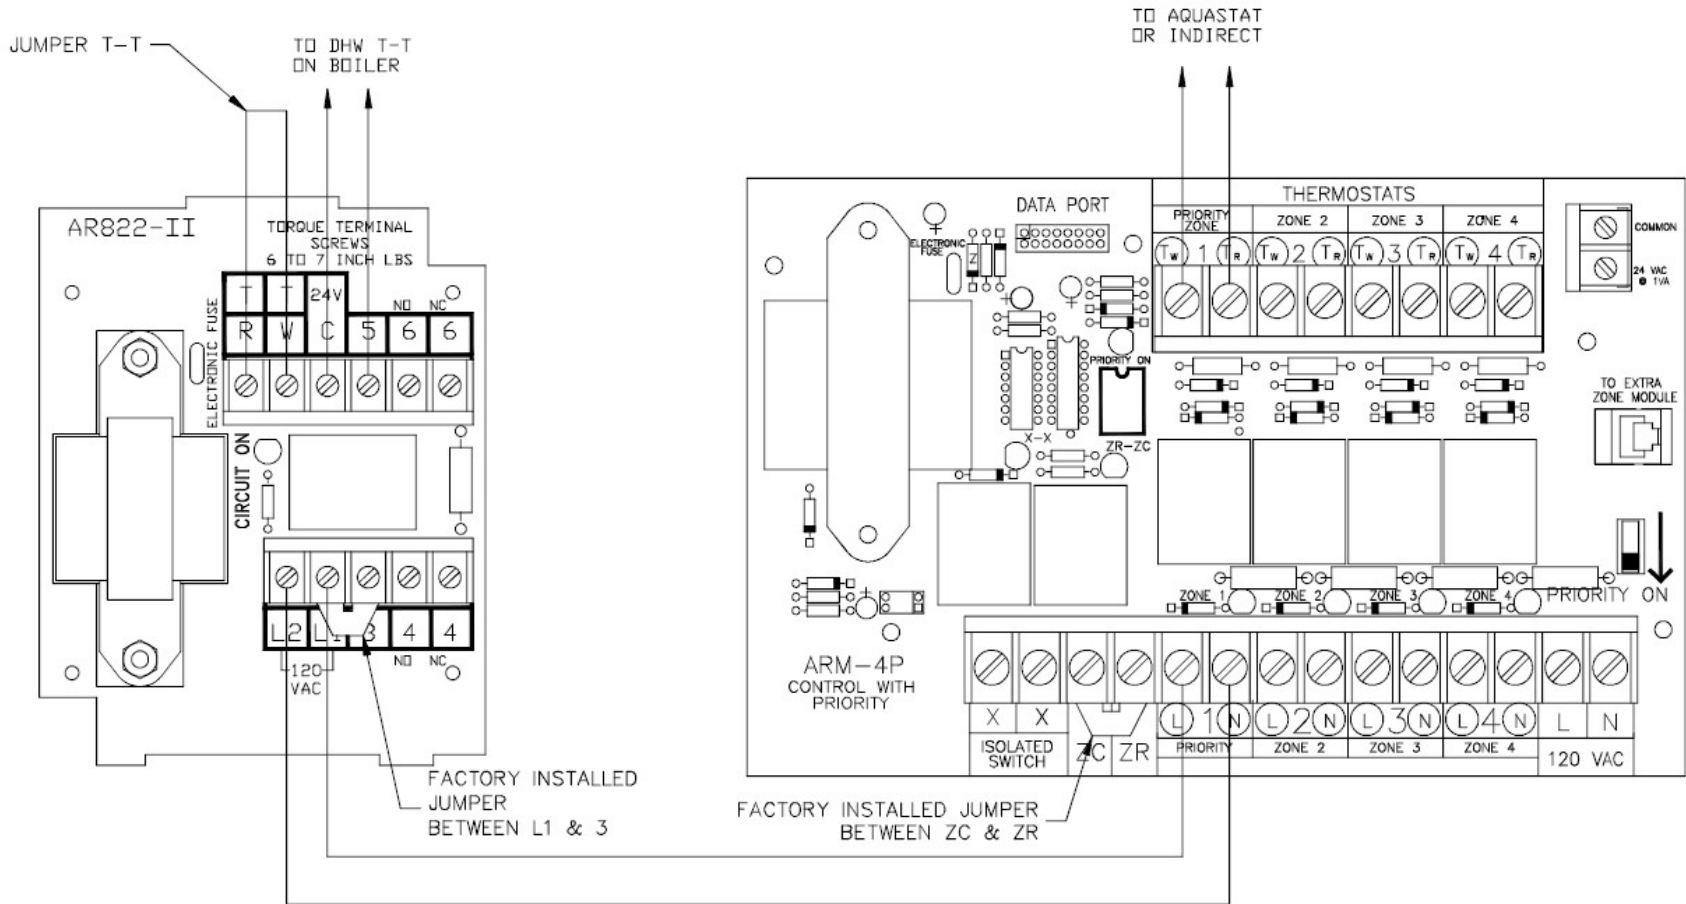 JUMPER T-T
TO DHW T-T
ON BOILER
TO AQUASTAT
OR INDIRECT
AR822-II
TORQUE TERMINAL
SCREWS
6 TO 7 INCH LBS
T T 24V NO NC
R W C 5 6 6
ELECTRONIC FUSE
CIRCUIT ON
L2 L1 3 4 4
NO NC
120
VAC
FACTORY INSTALLED
JUMPER
BETWEEN L1 & 3
DATA PORT
ELECTRONIC
FUSE
Z
PRIORITY ON
X-X
ZR-ZC
THERMOSTATS
PRIORITY
ZONE
ZONE 2
ZONE 3
ZONE 4
TW 1 TR TW 2 TR TW 3 TR TW 4 TR
COMMON
24 VAC
@ 1VA
TO EXTRA
ZONE MODULE
PRIORITY ON
ZONE 1
ZONE 2
ZONE 3
ZONE 4
ARM-4P
CONTROL WITH
PRIORITY
X X
ISOLATED
SWITCH
ZC ZR
L 1 N L 2 N L 3 N L 4 N L N
PRIORITY
ZONE 2
ZONE 3
ZONE 4
120 VAC
FACTORY INSTALLED JUMPER
BETWEEN ZC & ZR